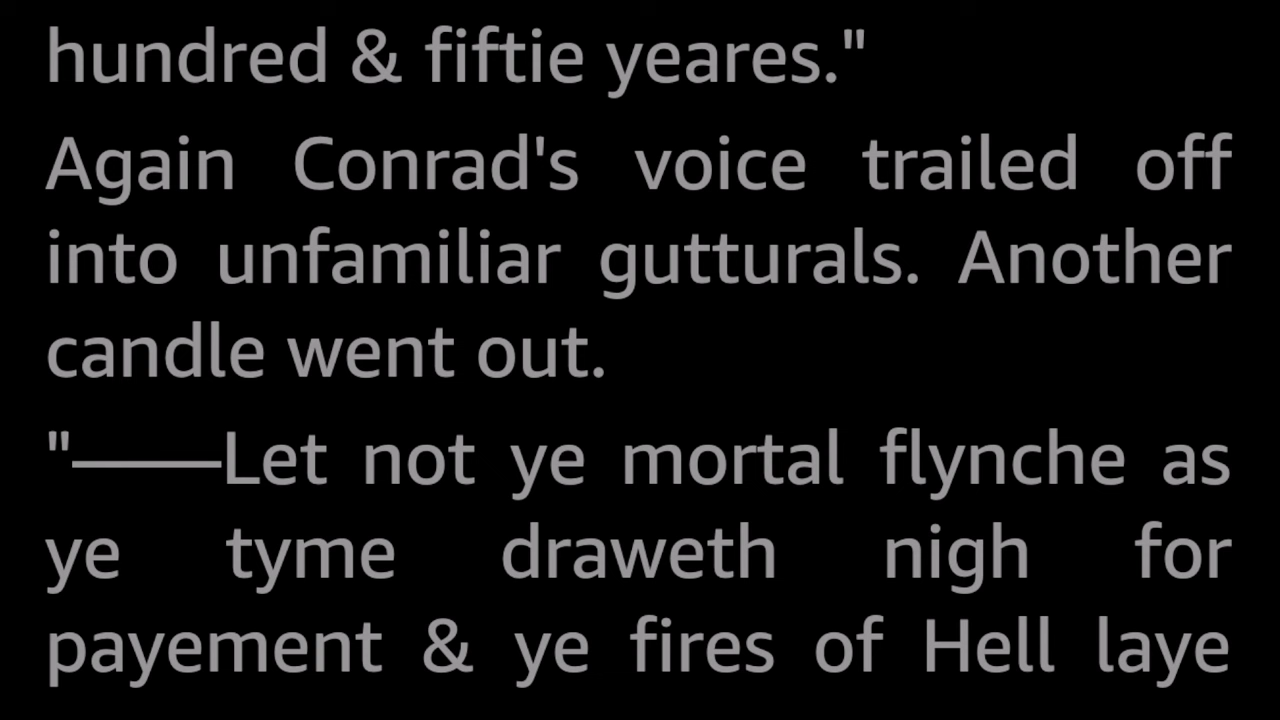 hundred & fiftie yeares."
Again Conrad's voice trailed off
into unfamiliar gutturals. Another
candle went out.
"——Let not ye mortal flynche as
ye tyme draweth nigh for
payement & ye fires of Hell laye